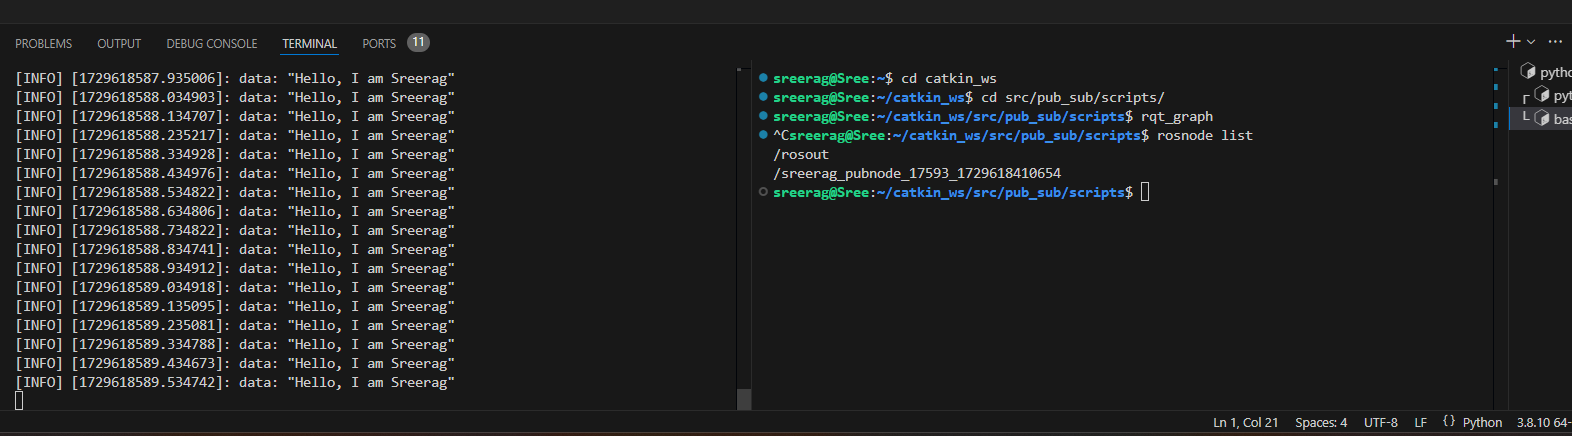 PROBLEMS OUTPUT DEBUG CONSOLE TERMINAL PORTS 11
[INFO] [1729618587.935006]: data: "Hello, I am Sreerag"
[INFO] [1729618588.034903]: data: "Hello, I am Sreerag"
[INFO] [1729618588.134707]: data: "Hello, I am Sreerag"
[INFO] [1729618588.235217]: data: "Hello, I am Sreerag"
[INFO] [1729618588.334928]: data: "Hello, I am Sreerag"
[INFO] [1729618588.434976]: data: "Hello, I am Sreerag"
[INFO] [1729618588.534822]: data: "Hello, I am Sreerag"
[INFO] [1729618588.634806]: data: "Hello, I am Sreerag"
[INFO] [1729618588.734822]: data: "Hello, I am Sreerag"
[INFO] [1729618588.834741]: data: "Hello, I am Sreerag"
[INFO] [1729618588.934912]: data: "Hello, I am Sreerag"
[INFO] [1729618589.034918]: data: "Hello, I am Sreerag"
[INFO] [1729618589.135095]: data: "Hello, I am Sreerag"
[INFO] [1729618589.235081]: data: "Hello, I am Sreerag"
[INFO] [1729618589.334788]: data: "Hello, I am Sreerag"
[INFO] [1729618589.434673]: data: "Hello, I am Sreerag"
[INFO] [1729618589.534742]: data: "Hello, I am Sreerag"
sreerag@Sree:~$ cd catkin_ws
sreerag@Sree:~/catkin_ws$ cd src/pub_sub/scripts/
sreerag@Sree:~/catkin_ws/src/pub_sub/scripts$ rqt_graph
^Csreerag@Sree:~/catkin_ws/src/pub_sub/scripts$ rosnode list
/rosout
/sreerag_pubnode_17593_1729618410654
sreerag@Sree:~/catkin_ws/src/pub_sub/scripts$
pytho
pyt
bas
Ln 1, Col 21 Spaces: 4 UTF-8 LF {} Python 3.8.10 64-